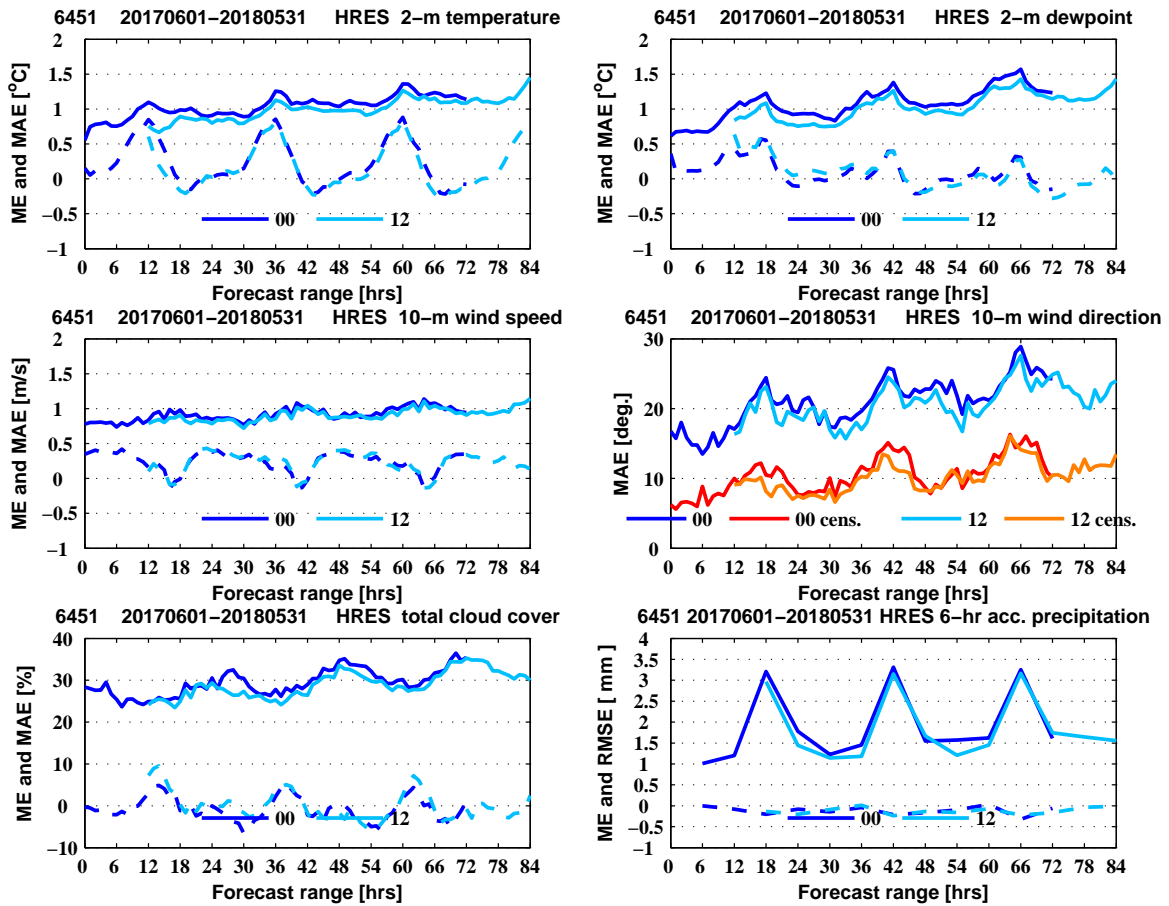 6451 20170601−20180531 HRES 2−m temperature
ME and MAE [°C]
2
1.5
1
0.5
0
−0.5
−1
00 12
0 6 12 18 24 30 36 42 48 54 60 66 72 78 84
Forecast range [hrs]
6451 20170601−20180531 HRES 2−m dewpoint
ME and MAE [°C]
2
1.5
1
0.5
0
−0.5
−1
00 12
0 6 12 18 24 30 36 42 48 54 60 66 72 78 84
Forecast range [hrs]
6451 20170601−20180531 HRES 10−m wind speed
ME and MAE [m/s]
2
1.5
1
0.5
0
−0.5
−1
00 12
0 6 12 18 24 30 36 42 48 54 60 66 72 78 84
Forecast range [hrs]
6451 20170601−20180531 HRES 10−m wind direction
MAE [deg.]
30
20
10
0
00 00 cens. 12 12 cens.
0 6 12 18 24 30 36 42 48 54 60 66 72 78 84
Forecast range [hrs]
6451 20170601−20180531 HRES total cloud cover
ME and MAE [%]
40
30
20
10
0
−10
00 12
0 6 12 18 24 30 36 42 48 54 60 66 72 78 84
Forecast range [hrs]
6451 20170601−20180531 HRES 6−hr acc. precipitation
ME and RMSE [ mm]
4
3.5
3
2.5
2
1.5
1
0.5
0
−0.5
−1
00 12
0 6 12 18 24 30 36 42 48 54 60 66 72 78 84
Forecast range [hrs]